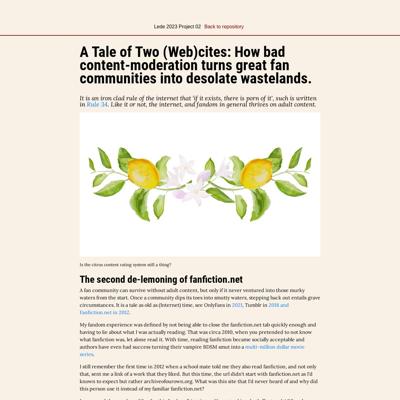 Lede 2023 Project 02 Back to repository
A Tale of Two (Web)cites: How bad
content-moderation turns great fan
communities into desolate wastelands.
It is an iron clad rule of the internet that 'if it exists, there is porn of it', such is written
in Rule 34. Like it or not, the internet, and fandom in general thrives on adult content.
Is the citrus content rating system still a thing?
The second de-lemoning of fanfiction.net
A fan community can survive without adult content, but only if it never ventured into those murky
waters from the start. Once a community dips its toes into smutty waters, stepping back out entails grave
circumstances. It is a tale as old as (Internet) time, see OnlyFans in 2021, Tumblr in 2018 and
Fanfiction.net in 2012.
My fandom experience was defined by not being able to close the fanfiction.net tab quickly enough and
having to lie about what I was actually reading. That was circa 2010, when you pretended to not know
what fanfiction was, let alone read it. With time, reading fanfiction became socially acceptable and
authors have even had success turning their vampire BDSM smut into a multi-million dollar movie
series.
I still remember the first time in 2012 when a school mate told me they also read fanfiction, and not only
that, sent me a link of a work that they liked. But this time, the url didn't start with fanfiction.net as I'd
known to expect but rather archiveofourown.org. What was this site that I'd never heard of and why did
this person use it instead of my familiar fanfiction.net?